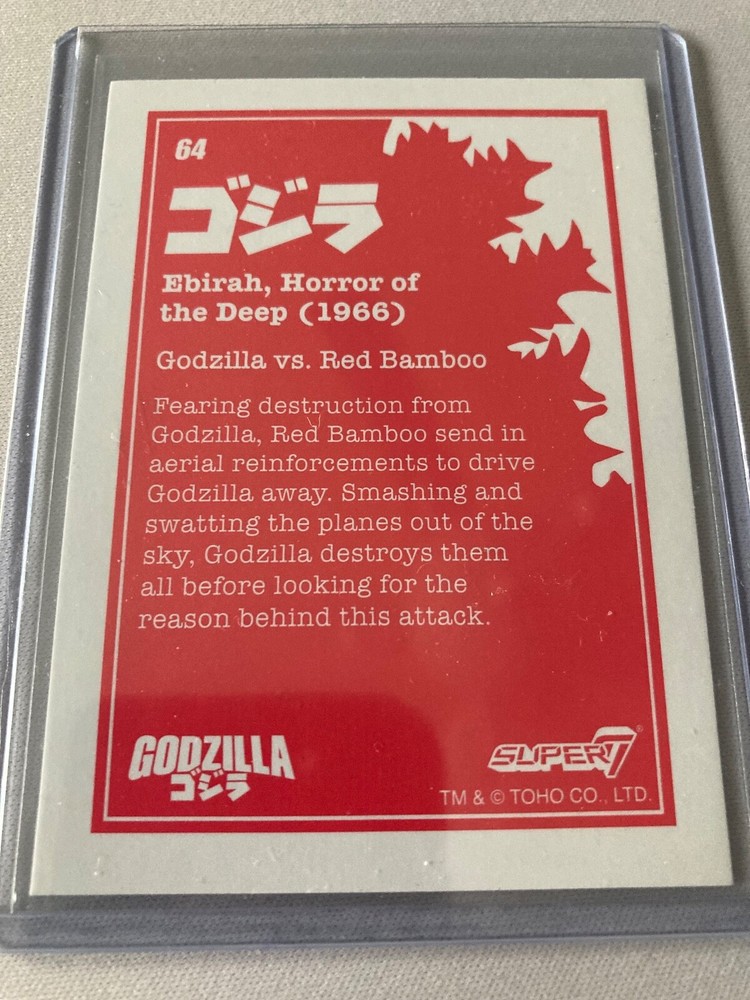 64
ゴジラ
Ebirah, Horror of
the Deep (1966)
Godzilla vs. Red Bamboo
Fearing destruction from
Godzilla, Red Bamboo send in
aerial reinforcements to drive
Godzilla away. Smashing and
swatting the planes out of the
sky, Godzilla destroys them
all before looking for the
reason behind this attack.
GODZILLA
ゴジラ
SUPER7®
TM & © TOHO CO., LTD.